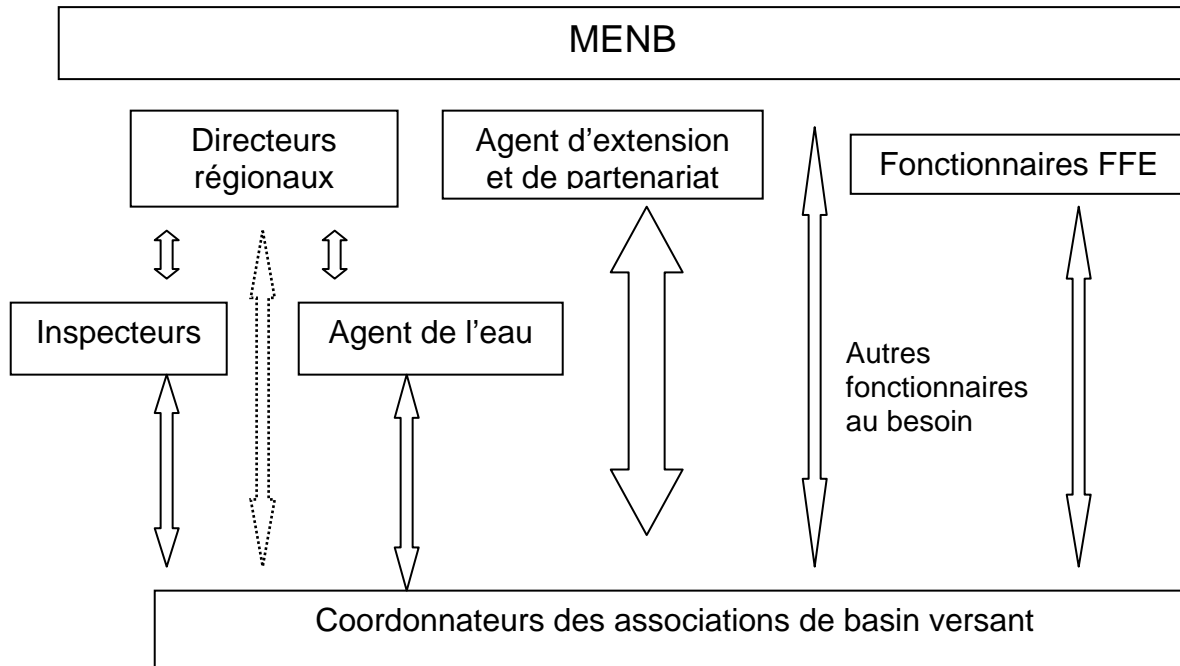 MENB
Directeurs
régionaux
Agent d'extension
et de partenariat
Fonctionnaires FFE
Inspecteurs
Agent de l'eau
Autres
fonctionnaires
au besoin
Coordonnateurs des associations de basin versant